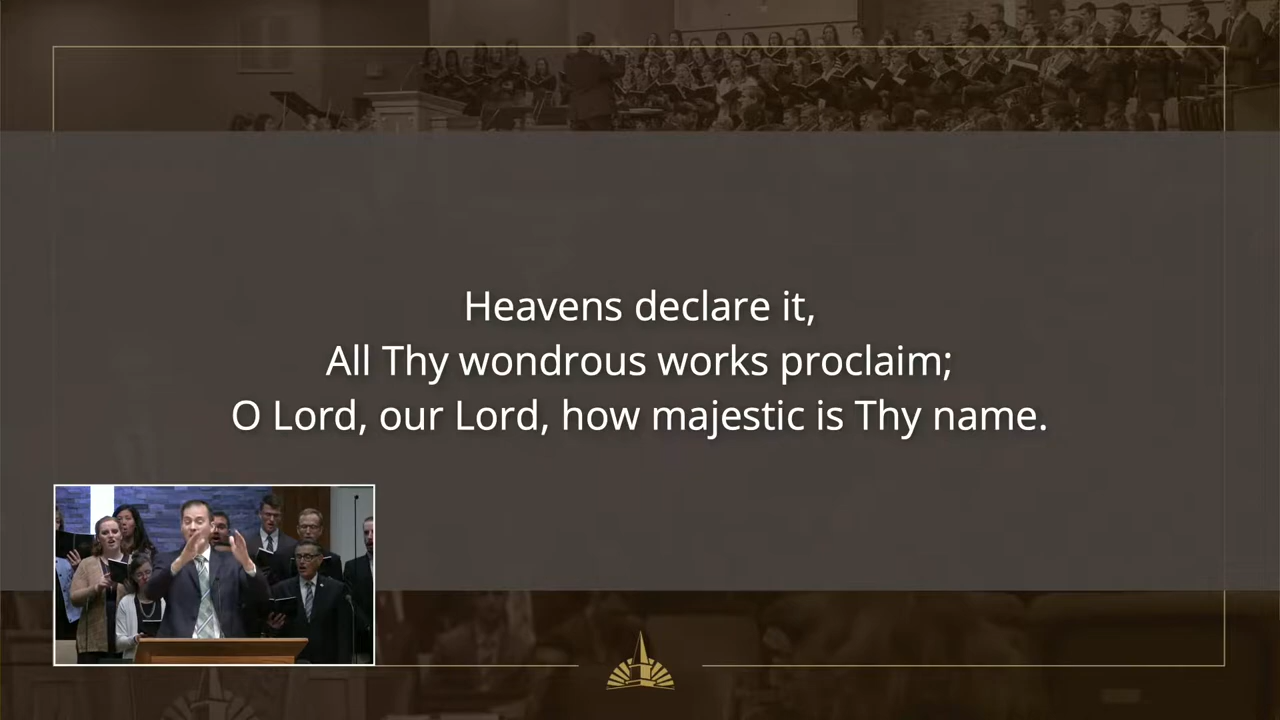 Heavens declare it,
All Thy wondrous works proclaim;
O Lord, our Lord, how majestic is Thy name.